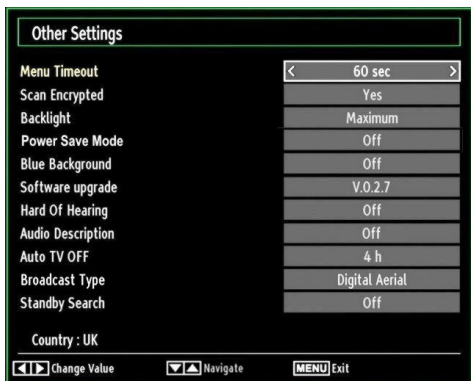 Other Settings
Menu Timeout < 60 sec >
Scan Encrypted Yes
Backlight Maximum
Power Save Mode Off
Blue Background Off
Software upgrade V.0.2.7
Hard Of Hearing Off
Audio Description Off
Auto TV OFF 4 h
Broadcast Type Digital Aerial
Standby Search Off
Country : UK
Change Value Navigate MENU Exit